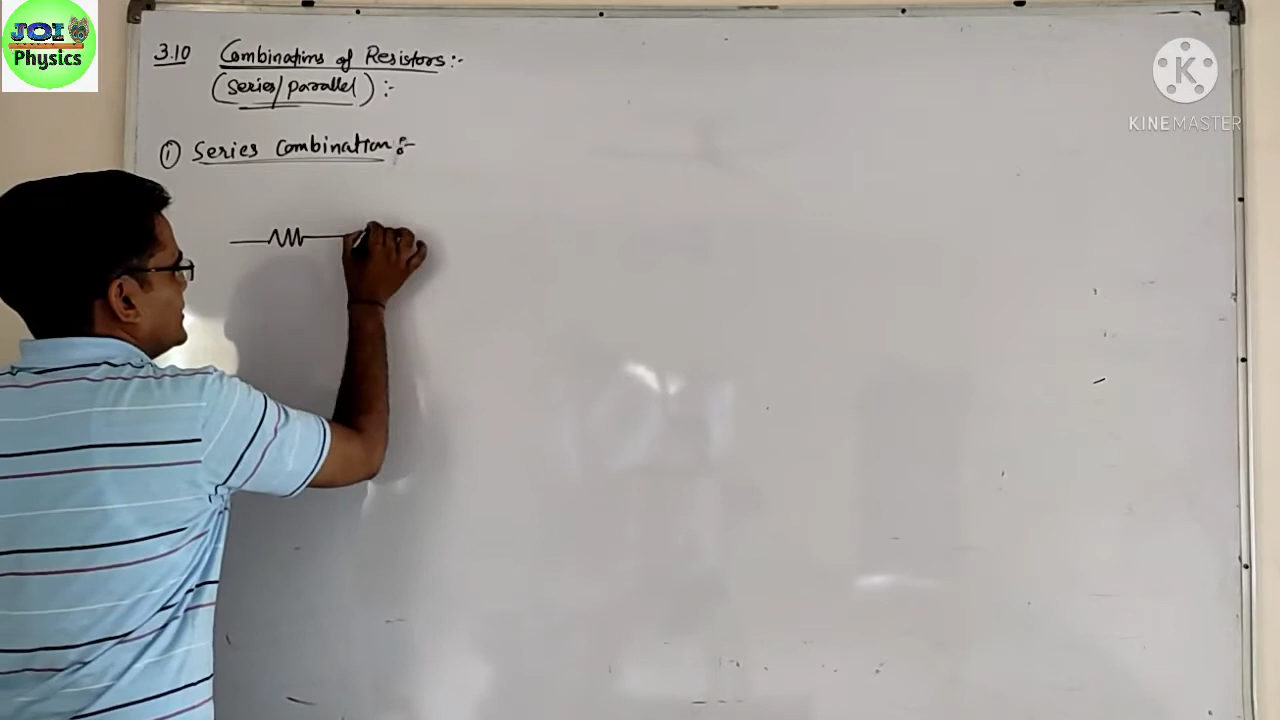 JOI
Physics
3.10 Combinations of Resistors :-
(Series/Parallel) :-
① Series Combination :-
K
KINEMASTER